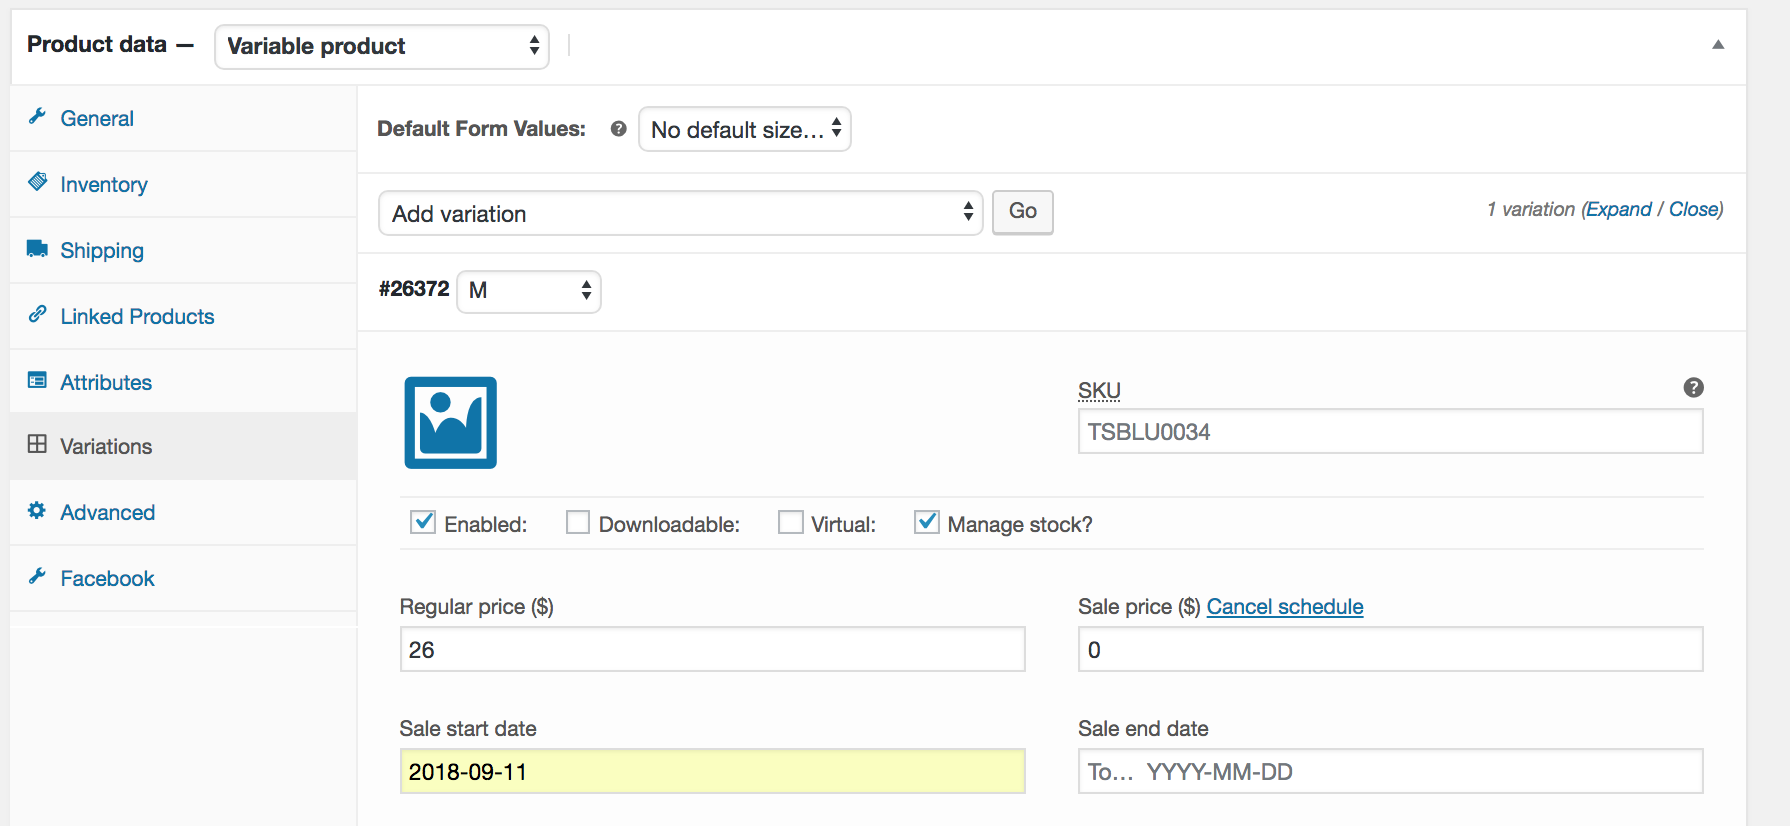 Product data — Variable product
General
Inventory
Shipping
Linked Products
Attributes
Variations
Advanced
Facebook
Default Form Values: ? No default size...
Add variation Go 1 variation (Expand / Close)
#26372 M
SKU ?
TSBLU0034
Enabled: Downloadable: Virtual: Manage stock?
Regular price ($) Sale price ($) Cancel schedule
26 0
Sale start date Sale end date
2018-09-11 To... YYYY-MM-DD